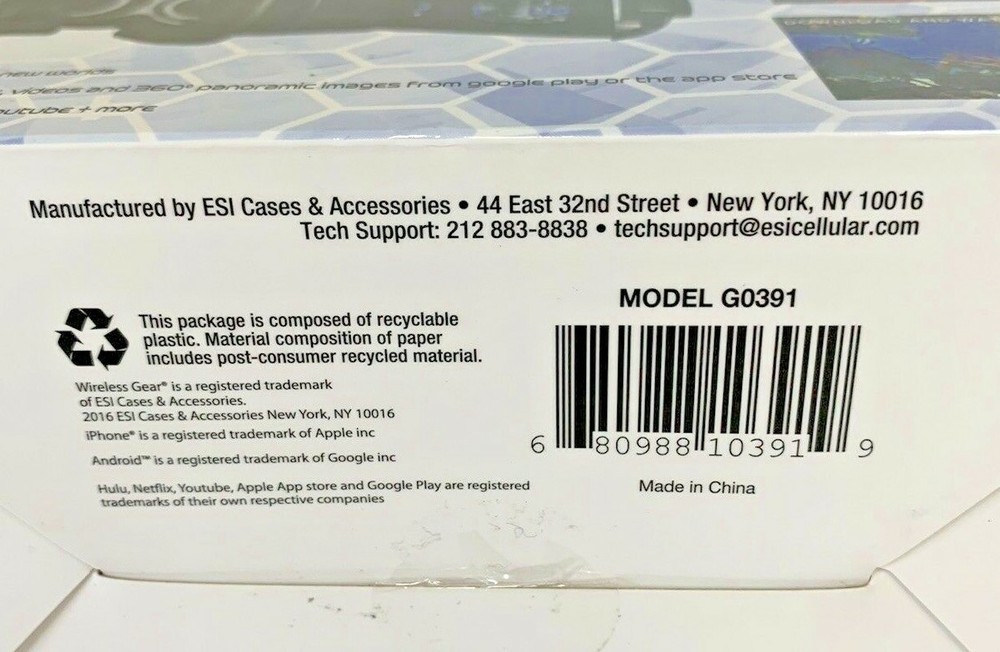 new worlds
videos and 360° panoramic images from google play or the app store
outube + more
Manufactured by ESI Cases & Accessories • 44 East 32nd Street • New York, NY 10016
Tech Support: 212 883-8838 • techsupport@esicellular.com
MODEL G0391
This package is composed of recyclable
plastic. Material composition of paper
includes post-consumer recycled material.
Wireless Gear® is a registered trademark
of ESI Cases & Accessories.
2016 ESI Cases & Accessories New York, NY 10016
iPhone® is a registered trademark of Apple inc
Android™ is a registered trademark of Google inc
Hulu, Netflix, Youtube, Apple App store and Google Play are registered
trademarks of their own respective companies
6 80988 10391 9
Made in China